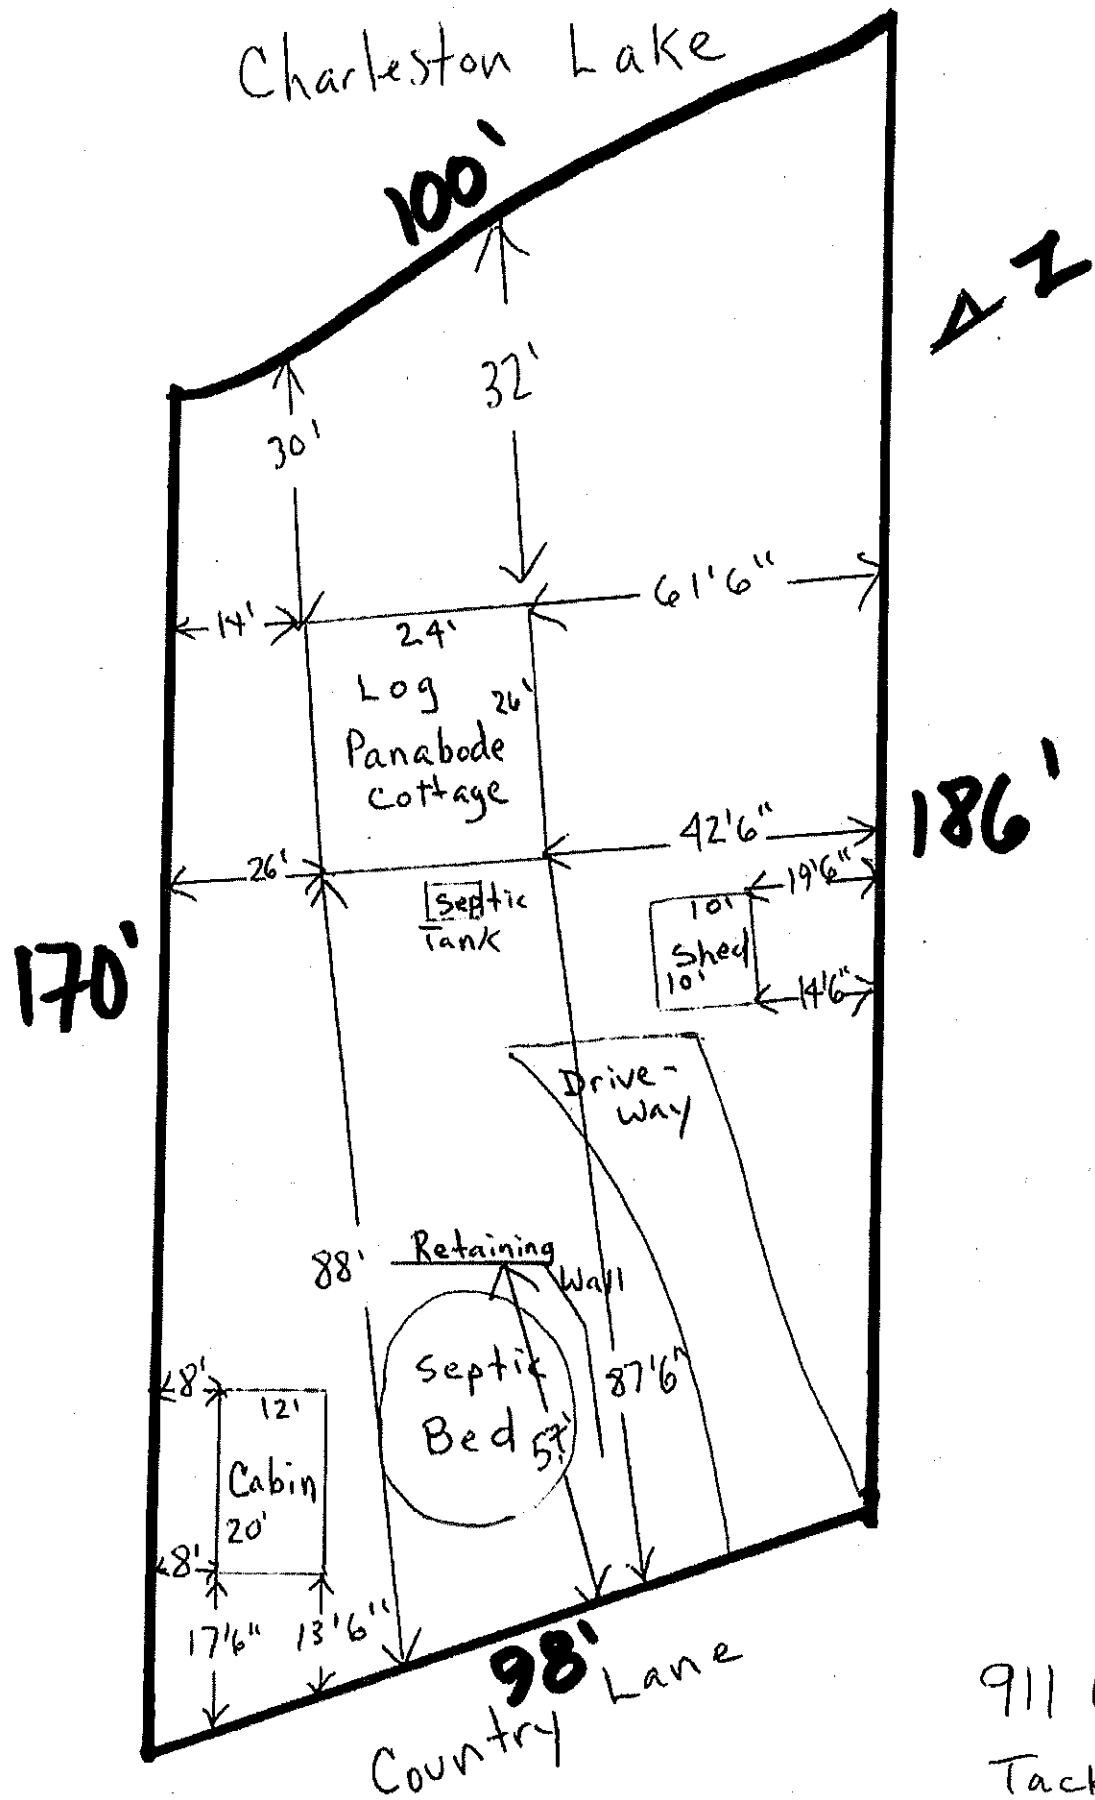 Charleston Lake
100'
N
32'
30'
14'
24'
61'6"
Log
26'
Panabode
Cottage
42'6"
186'
26'
19'6"
Septic
Tank
10'
Shed
10'
14'6"
170'
Drive-
way
Retaining
Wall
88'
Septic
Bed
57'
87'6"
8'
12'
Cabin
20'
8'
17'6"
13'6"
98'
Country Lane
911